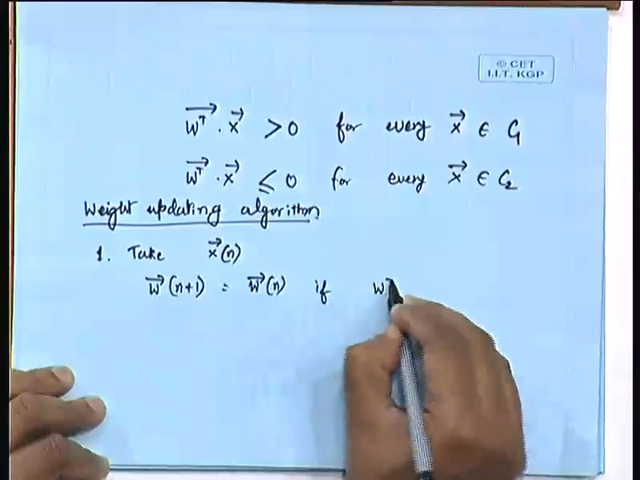 © CET
I.I.T. KGP
W^T · x⃗ > 0 for every x⃗ ∈ C₁
W^T · x⃗ ≤ 0 for every x⃗ ∈ C₂
Weight updating algorithm
1. Take x⃗(n)
w⃗(n+1) = w⃗(n) if w